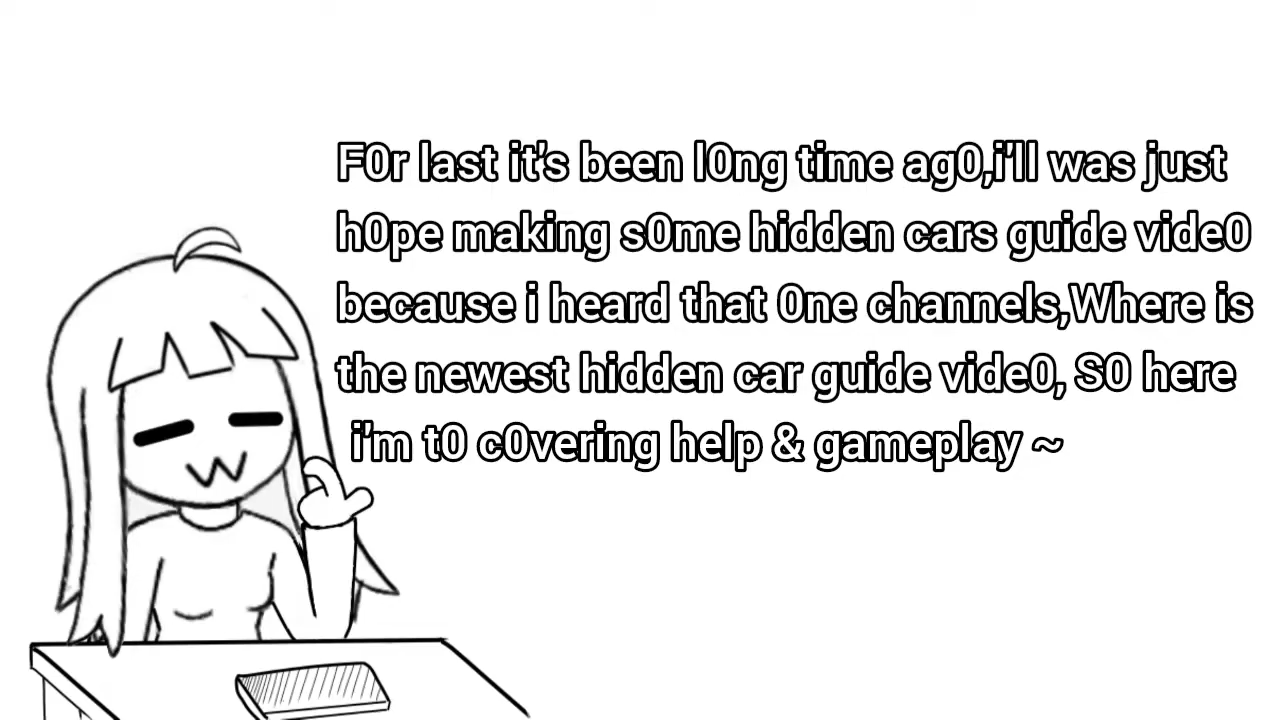 F0r last it's been l0ng time ag0,i'll was just
h0pe making s0me hidden cars guide vide0
because i heard that 0ne channels,Where is
the newest hidden car guide vide0, S0 here
i'm t0 c0vering help & gameplay ~